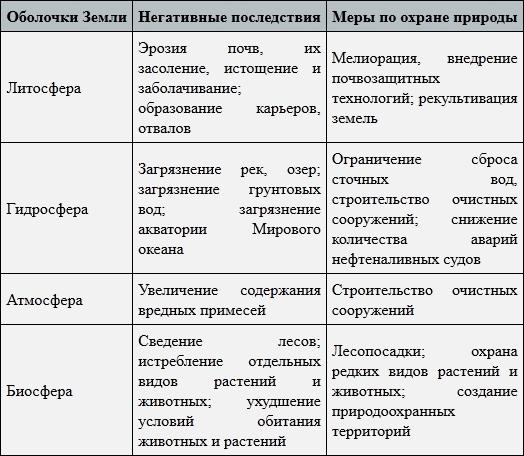 Оболочки Земли Негативные последствия Меры по охране природы
Литосфера
Эрозия почв, их
засоление, истощение и
заболачивание;
образование карьеров,
отвалов
Мелиорация, внедрение
почвозащитных
технологий; рекультивация
земель
Гидросфера
Загрязнение рек, озер;
загрязнение грунтовых
вод; загрязнение
акватории Мирового
океана
Ограничение сброса
сточных вод,
строительство очистных
сооружений; снижение
количества аварий
нефтеналивных судов
Атмосфера
Увеличение содержания
вредных примесей
Строительство очистных
сооружений
Биосфера
Сведение лесов;
истребление отдельных
видов растений и
животных; ухудшение
условий обитания
животных и растений
Лесопосадки; охрана
редких видов растений и
животных; создание
природоохранных
территорий